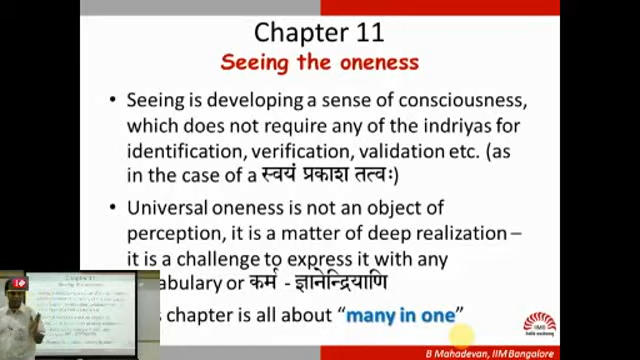 Chapter 11
Seeing the oneness
• Seeing is developing a sense of consciousness,
which does not require any of the indriyas for
identification, verification, validation etc. (as
in the case of a स्वयं प्रकाश तत्वः)
• Universal oneness is not an object of
perception, it is a matter of deep realization –
it is a challenge to express it with any
cabulary or कर्म - ज्ञानेन्द्रियाणि
s chapter is all about “many in one”
IIMB
B Mahadevan, IIM Bangalore